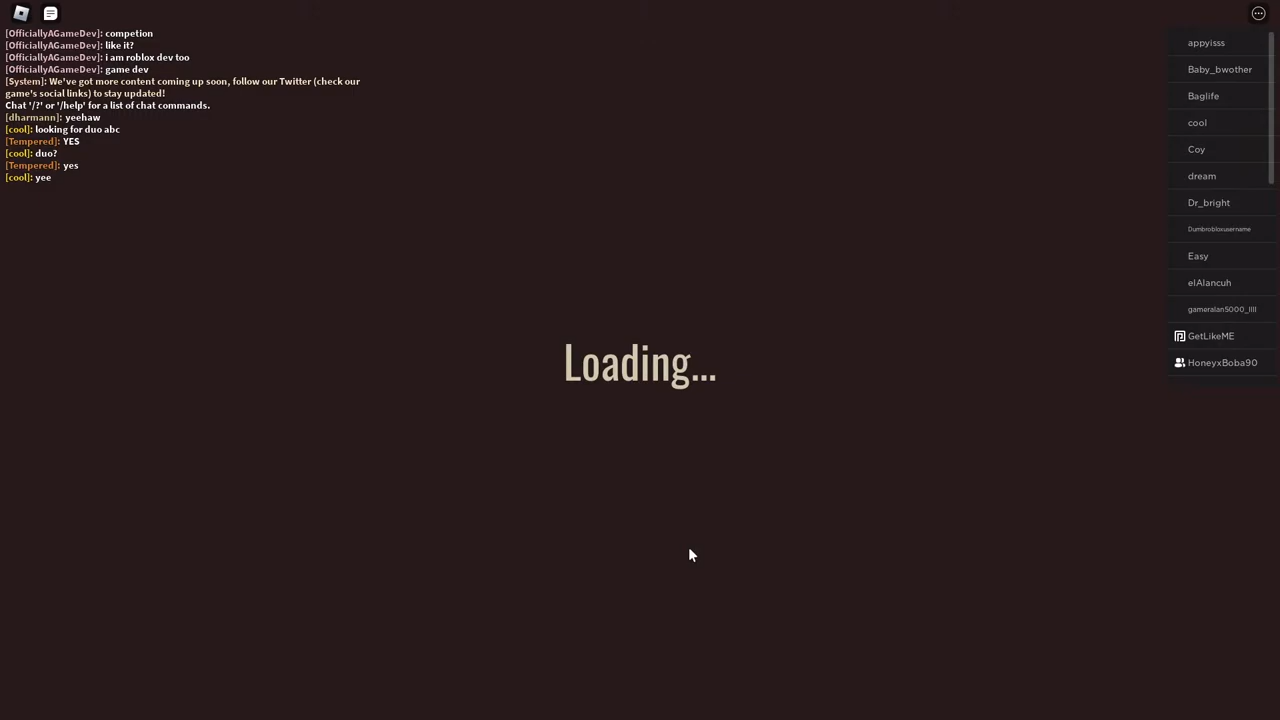 [OfficiallyAGameDev]: competion
[OfficiallyAGameDev]: like it?
[OfficiallyAGameDev]: i am roblox dev too
[OfficiallyAGameDev]: game dev
[System]: We've got more content coming up soon, follow our Twitter (check our
game's social links) to stay updated!
Chat '/?' or '/help' for a list of chat commands.
[dharmann]: yeehaw
[cool]: looking for duo abc
[Tempered]: YES
[cool]: duo?
[Tempered]: yes
[cool]: yee
Loading...
appyisss
Baby_bwother
Baglife
cool
Coy
dream
Dr_bright
Dumbrobloxusername
Easy
elAlancuh
gameralan5000_llll
GetLikeME
HoneyxBoba90